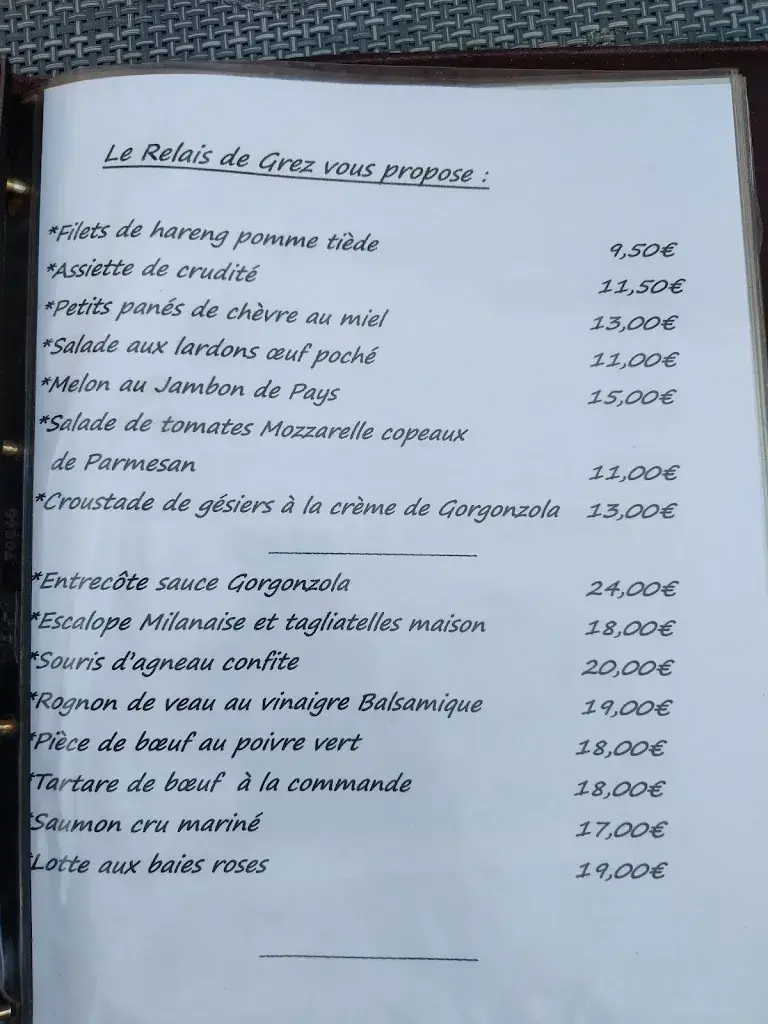 Le Relais de Grez vous propose :
*Filets de hareng pomme tiède 9,50€
*Assiette de crudité 11,50€
*Petits panés de chèvre au miel 13,00€
*Salade aux lardons œuf poché 11,00€
*Melon au Jambon de Pays 15,00€
*Salade de tomates Mozzarelle copeaux
de Parmesan 11,00€
*Croustade de gésiers à la crème de Gorgonzola 13,00€
*Entrecôte sauce Gorgonzola 24,00€
*Escalope Milanaise et tagliatelles maison 18,00€
*Souris d'agneau confite 20,00€
*Rognon de veau au vinaigre Balsamique 19,00€
*Pièce de bœuf au poivre vert 18,00€
*Tartare de bœuf à la commande 18,00€
*Saumon cru mariné 17,00€
*Lotte aux baies roses 19,00€